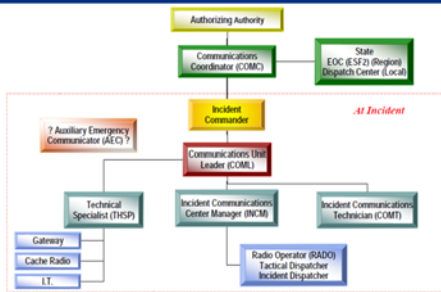 Authorizing Authority
Communications
Coordinator (COMC)
State
EOC (ESF2) (Region)
Dispatch Center (Local)
Incident
Commander
At Incident
? Auxiliary Emergency
Communicator (AEC) ?
Communications Unit
Leader (COML)
Technical
Specialist (THSP)
Incident Communications
Center Manager (INCM)
Incident Communications
Technician (COMT)
Gateway
Cache Radio
I.T.
Radio Operator (RADO)
Tactical Dispatcher
Incident Dispatcher